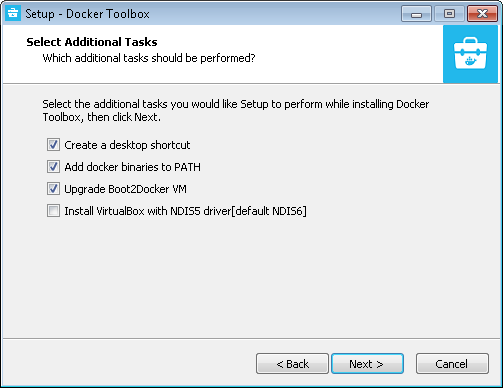 Setup - Docker Toolbox
Select Additional Tasks
Which additional tasks should be performed?
Select the additional tasks you would like Setup to perform while installing Docker
Toolbox, then click Next.
Create a desktop shortcut
Add docker binaries to PATH
Upgrade Boot2Docker VM
Install VirtualBox with NDIS5 driver[default NDIS6]
< Back
Next >
Cancel